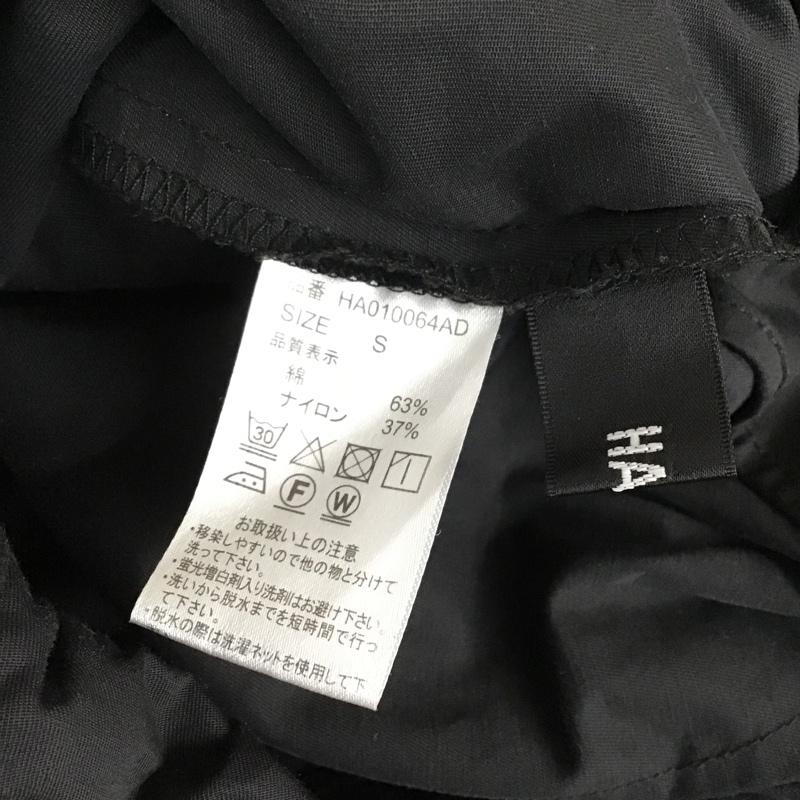 品番 HA010064AD
SIZE S
品質表示
綿 63%
ナイロン 37%
30
F W
お取扱い上の注意
・移染しやすいので他の物と分けて
洗って下さい。
・蛍光増白剤入り洗剤はお避け下さい。
・洗いから脱水までを短時間で行っ
て下さい。
・脱水の際は洗濯ネットを使用して下
HA